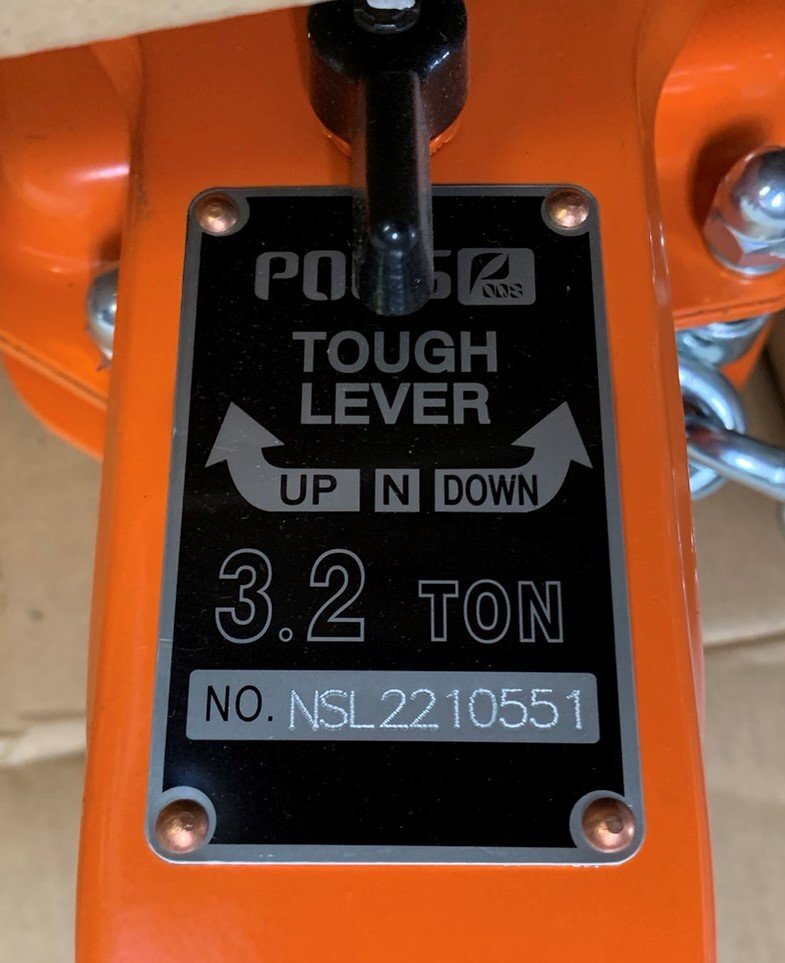 TOUGH
LEVER
UP N DOWN
3.2 TON
NO. NSL2210551